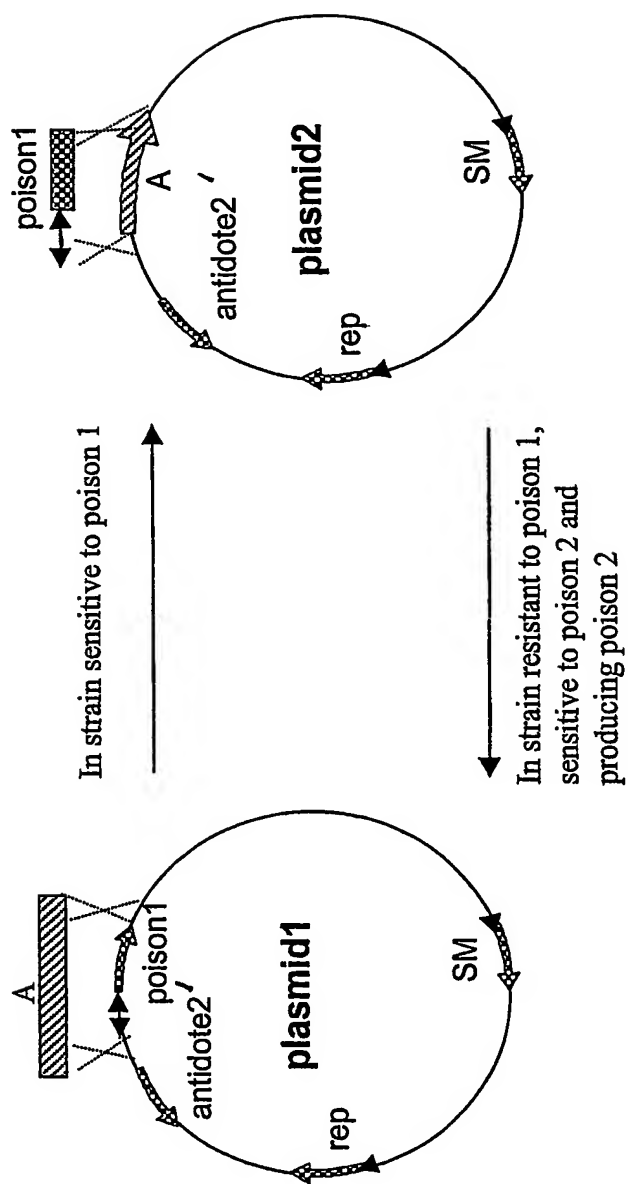 A
poison1
antidote2′
plasmid1
rep
SM
In strain sensitive to poison 1
In strain resistant to poison 1,
sensitive to poison 2 and
producing poison 2
poison1
A
antidote2′
plasmid2
rep
SM